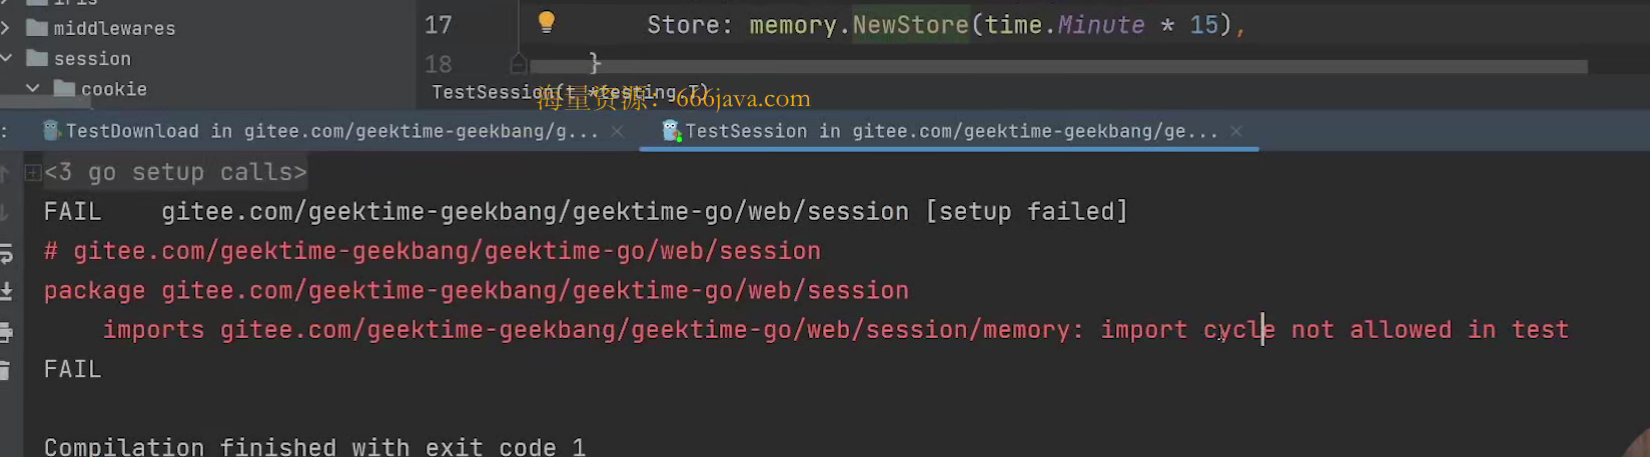 17 Store: memory.NewStore(time.Minute * 15),
middlewares
session
18 }
cookie
TestSession(t *testing.T)
海量资源：666java.com
: TestDownload in gitee.com/geektime-geekbang/g... × TestSession in gitee.com/geektime-geekbang/ge... ×
<3 go setup calls>
FAIL gitee.com/geektime-geekbang/geektime-go/web/session [setup failed]
# gitee.com/geektime-geekbang/geektime-go/web/session
package gitee.com/geektime-geekbang/geektime-go/web/session
imports gitee.com/geektime-geekbang/geektime-go/web/session/memory: import cycle not allowed in test
FAIL
Compilation finished with exit code 1